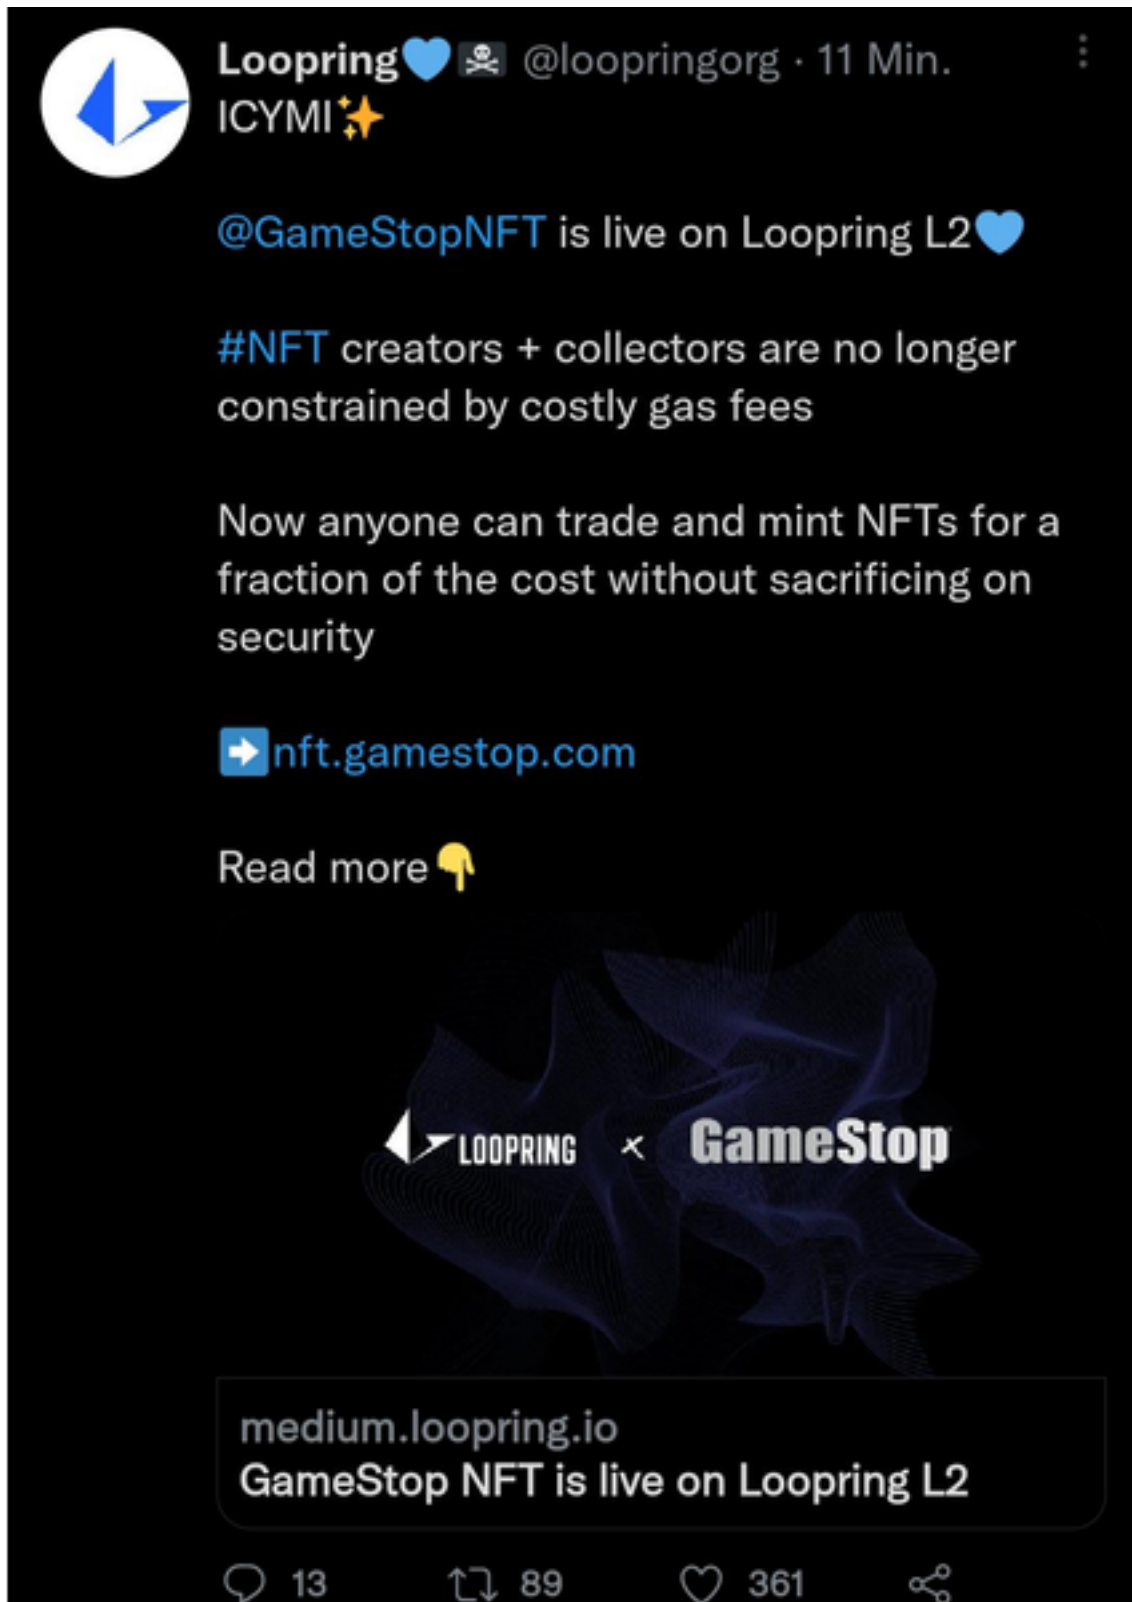 Loopring💙🏴‍☠️ @loopringorg · 11 Min.
ICYMI✨
@GameStopNFT is live on Loopring L2💙
#NFT creators + collectors are no longer
constrained by costly gas fees
Now anyone can trade and mint NFTs for a
fraction of the cost without sacrificing on
security
➡️nft.gamestop.com
Read more👇
LOOPRING x GameStop
medium.loopring.io
GameStop NFT is live on Loopring L2
13 89 361